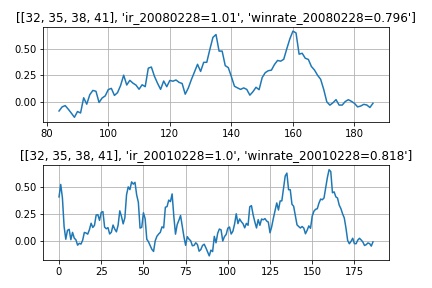 [[32, 35, 38, 41], 'ir_20080228=1.01', 'winrate_20080228=0.796']
0.50
0.25
0.00
80 100 120 140 160 180
[[32, 35, 38, 41], 'ir_20010228=1.0', 'winrate_20010228=0.818']
0.50
0.25
0.00
0 25 50 75 100 125 150 175